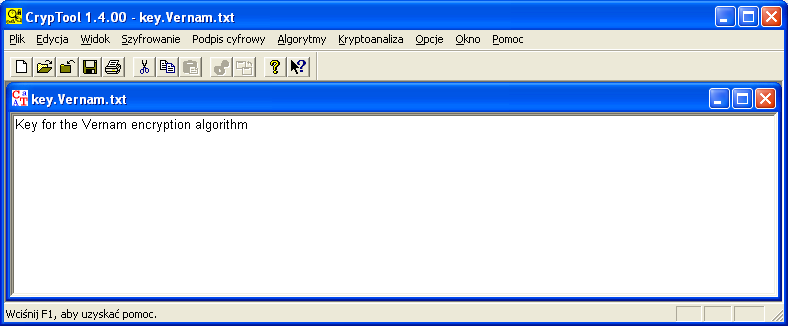 CrypTool 1.4.00 - key.Vernam.txt
Plik Edycja Widok Szyfrowanie Podpis cyfrowy Algorytmy Kryptoanaliza Opcje Okno Pomoc
key.Vernam.txt
Key for the Vernam encryption algorithm
Wciśnij F1, aby uzyskać pomoc.